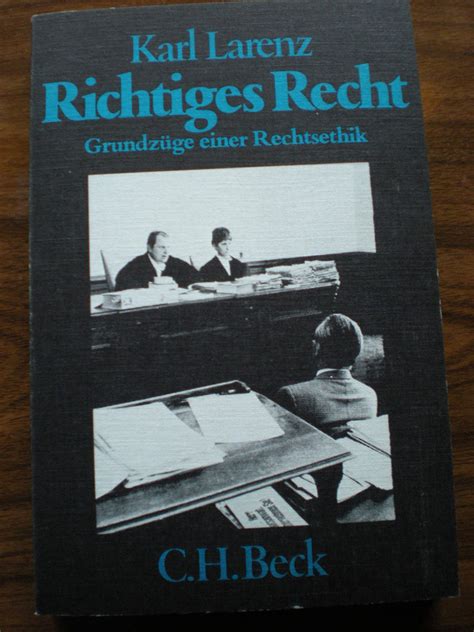 Karl Larenz
Richtiges Recht
Grundzüge einer Rechtsethik
C.H.Beck